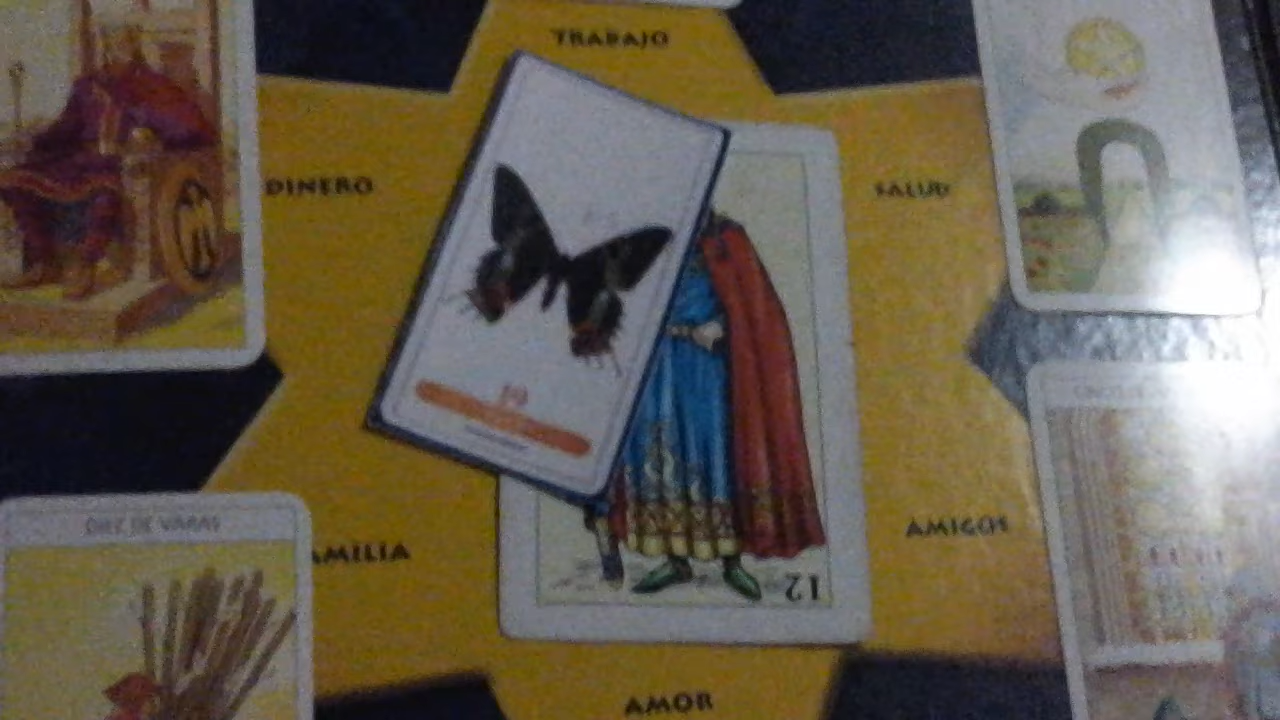 TRABAJO
DINERO
SALUD
DIEZ DE VARAS
AMILIA
AMIGOS
12
AMOR